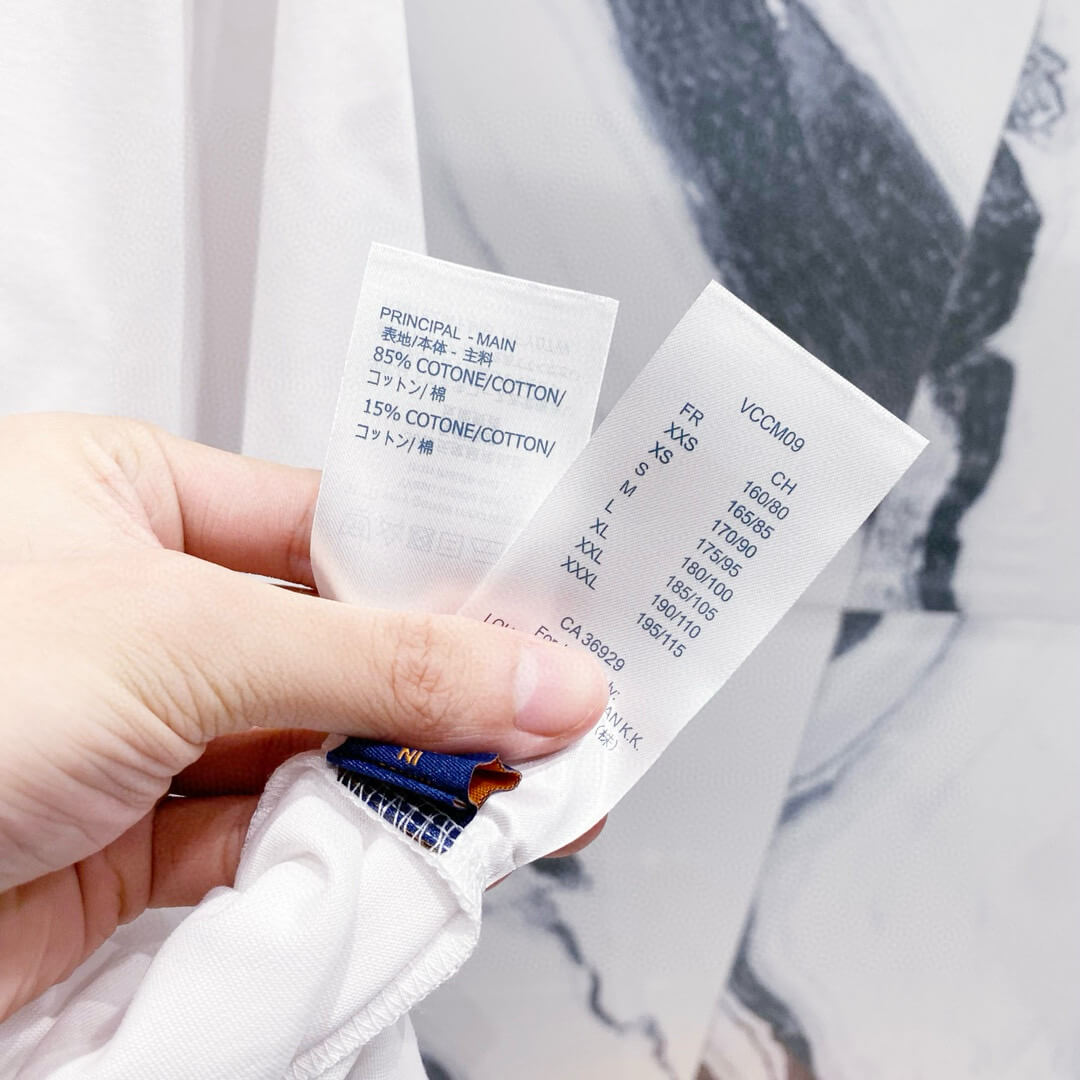 PRINCIPAL - MAIN
表地/本体 - 主料
85% COTONE/COTTON/
コットン/ 棉
15% COTONE/COTTON/
コットン/ 棉
VCCM09
FR CH
XXS 160/80
XS 165/85
S 170/90
M 175/95
L 180/100
XL 185/105
XXL 190/110
XXXL 195/115
CA 36929
K.K.
(株)